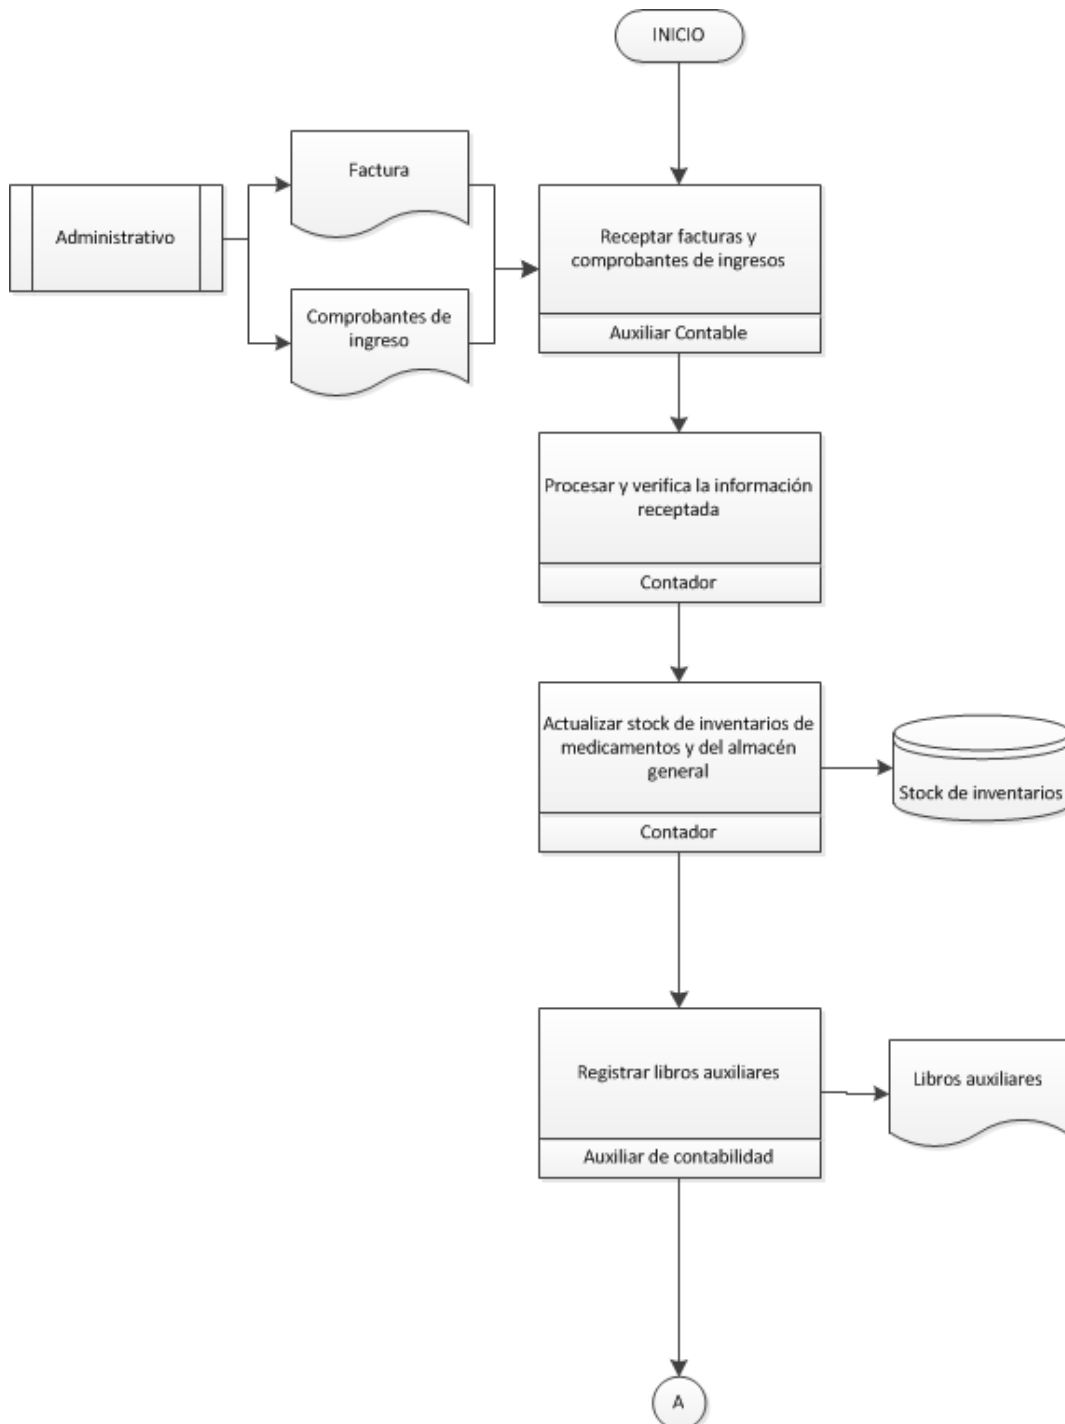 INICIO
Factura
Administrativo
Receptar facturas y
comprobantes de ingresos
Comprobantes de
ingreso
Auxiliar Contable
Procesar y verifica la información
receptada
Contador
Actualizar stock de inventarios de
medicamentos y del almacén
general
Stock de inventarios
Contador
Registrar libros auxiliares
Libros auxiliares
Auxiliar de contabilidad
A